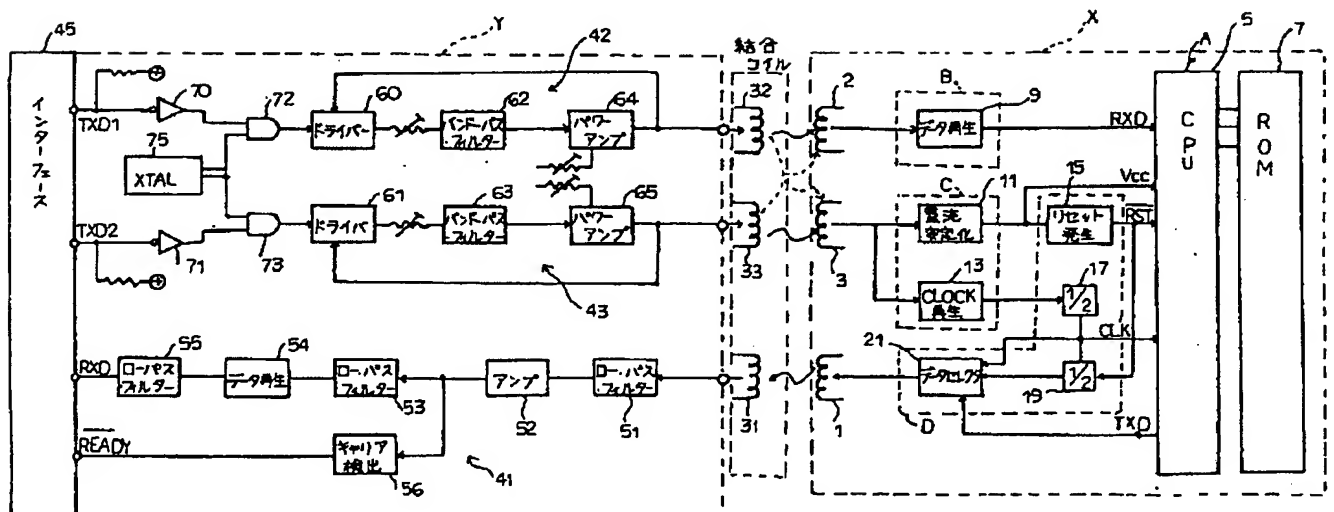 45
Y
X
A
5
7
インターフェース
42
結合
コイル
70
72
60
62
64
32
2
B
9
TXD1
ドライバー
バンド・パス
・フィルター
パワー
アンプ
データ再生
RXD
CPU
ROM
75
XTAL
Vcc
61
63
65
C
11
15
TXD2
ドライバ
バンド・パス
・フィルター
パワー
アンプ
電流
安定化
リセット
発生
RST
71
73
33
3
13
17
43
CLOCK
再生
1/2
55
54
21
CLK
RXD
ローパス
・フィルター
データ再生
ロー・パス
フィルター
アンプ
ロー・パス
・フィルター
データセレクタ
1/2
53
52
51
31
1
D
19
TXD
READY
キャリア
検出
56
41